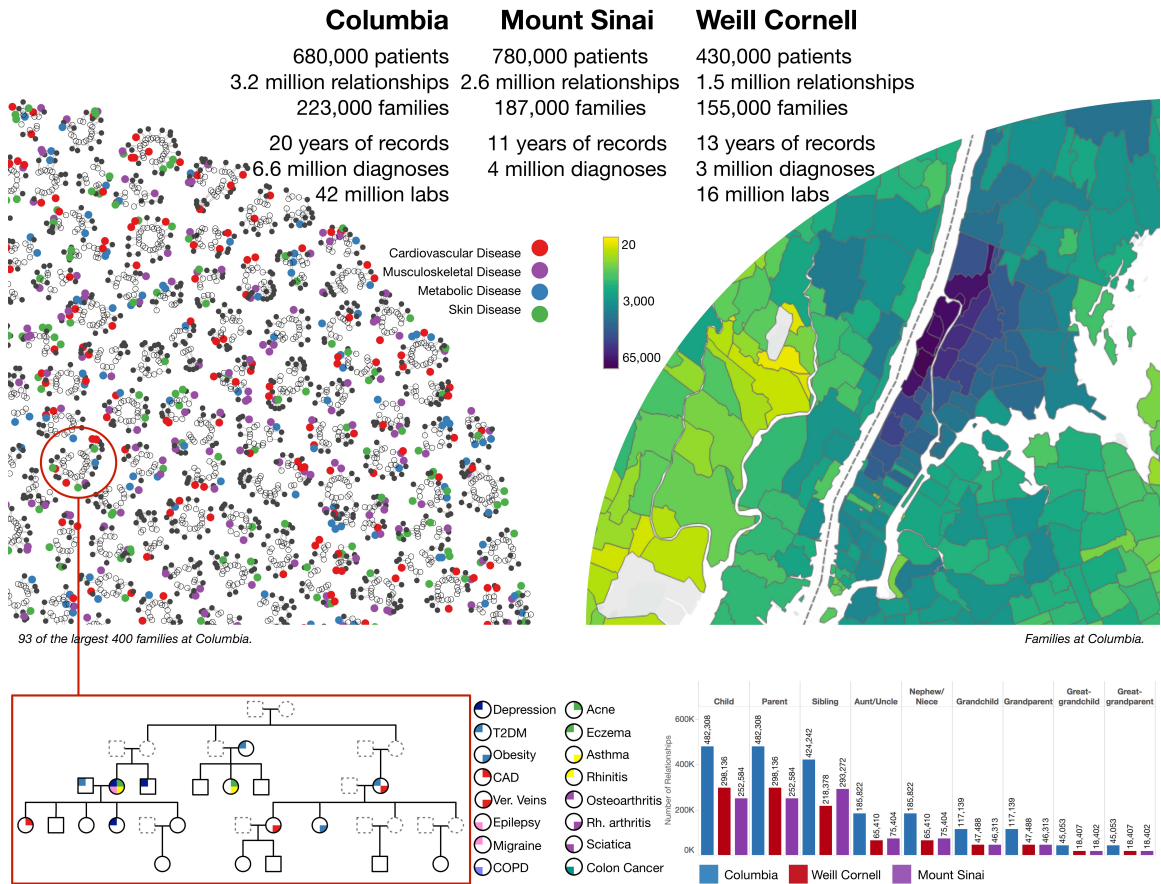 Columbia
680,000 patients
3.2 million relationships
223,000 families
20 years of records
6.6 million diagnoses
42 million labs
Mount Sinai
780,000 patients
2.6 million relationships
187,000 families
11 years of records
4 million diagnoses
Weill Cornell
430,000 patients
1.5 million relationships
155,000 families
13 years of records
3 million diagnoses
16 million labs
Cardiovascular Disease
Musculoskeletal Disease
Metabolic Disease
Skin Disease
20
3,000
65,000
93 of the largest 400 families at Columbia.
Families at Columbia.
Depression
T2DM
Obesity
CAD
Ver. Veins
Epilepsy
Migraine
COPD
Acne
Eczema
Asthma
Rhinitis
Osteoarthritis
Rh. arthritis
Sciatica
Colon Cancer
Child
Parent
Sibling
Aunt/Uncle
Nephew/
Niece
Grandchild
Grandparent
Great-
grandchild
Great-
grandparent
Number of Relationships
600K
400K
200K
0K
482,308
298,136
252,584
482,308
298,136
252,584
424,242
218,378
293,272
185,822
65,410
75,404
185,822
65,410
75,404
117,139
47,488
46,313
117,139
47,488
46,313
45,053
18,407
18,402
45,053
18,407
18,402
Columbia
Weill Cornell
Mount Sinai